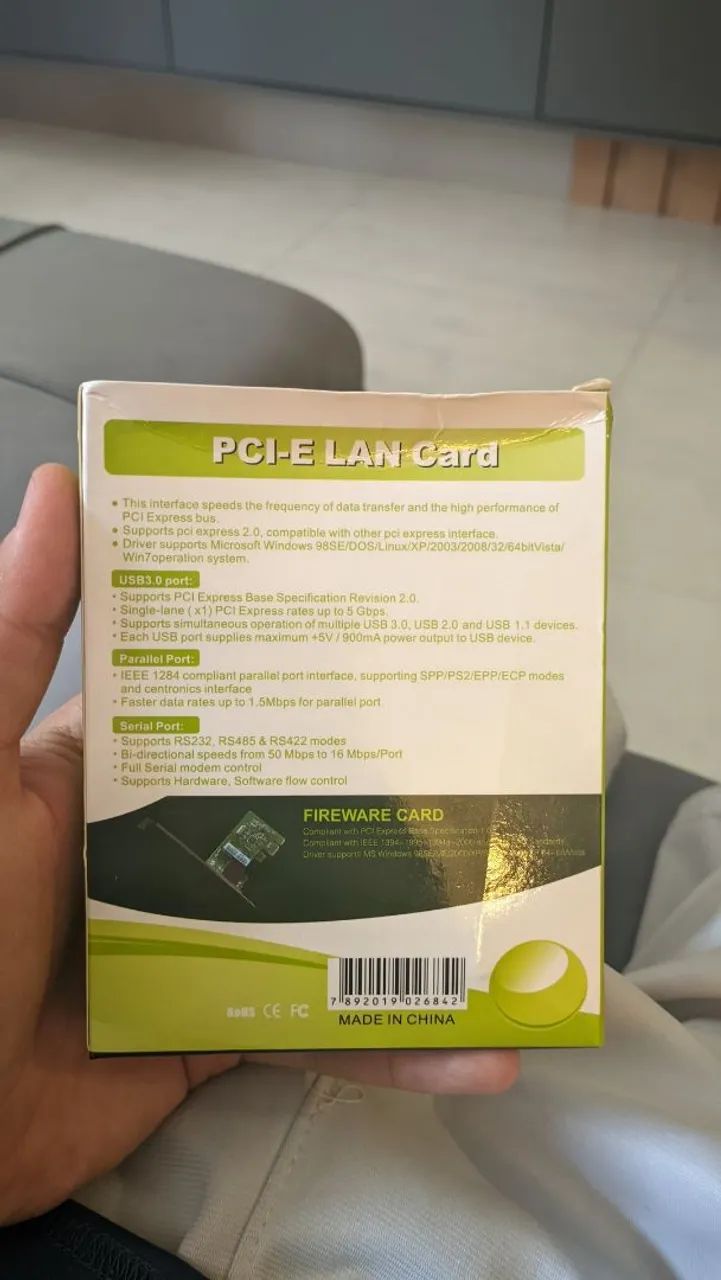 PCI-E LAN Card
• This interface speeds the frequency of data transfer and the high performance of
PCI Express bus.
• Supports pci express 2.0, compatible with other pci express interface.
• Driver supports Microsoft Windows 98SE/DOS/Linux/XP/2003/2008/32/64bitVista/
Win7operation system.
USB3.0 port:
• Supports PCI Express Base Specification Revision 2.0.
• Single-lane ( x1) PCI Express rates up to 5 Gbps.
• Supports simultaneous operation of multiple USB 3.0, USB 2.0 and USB 1.1 devices.
• Each USB port supplies maximum +5V / 900mA power output to USB device.
Parallel Port:
• IEEE 1284 compliant parallel port interface, supporting SPP/PS2/EPP/ECP modes
and centronics interface
• Faster data rates up to 1.5Mbps for parallel port
Serial Port:
• Supports RS232, RS485 & RS422 modes
• Bi-directional speeds from 50 Mbps to 16 Mbps/Port
• Full Serial modem control
• Supports Hardware, Software flow control
FIREWARE CARD
Compliant with PCI Express Base Specification
Compliant with IEEE 1394-1995, 1394a-2000
Driver supports MS Windows
7 892019 026842
RoHS CE FC
MADE IN CHINA